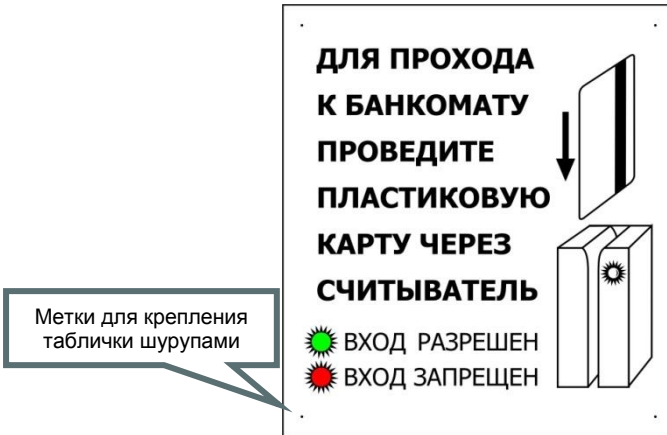 ДЛЯ ПРОХОДА
К БАНКОМАТУ
ПРОВЕДИТЕ
ПЛАСТИКОВУЮ
КАРТУ ЧЕРЕЗ
СЧИТЫВАТЕЛЬ
ВХОД РАЗРЕШЕН
ВХОД ЗАПРЕЩЕН
Метки для крепления
таблички шурупами